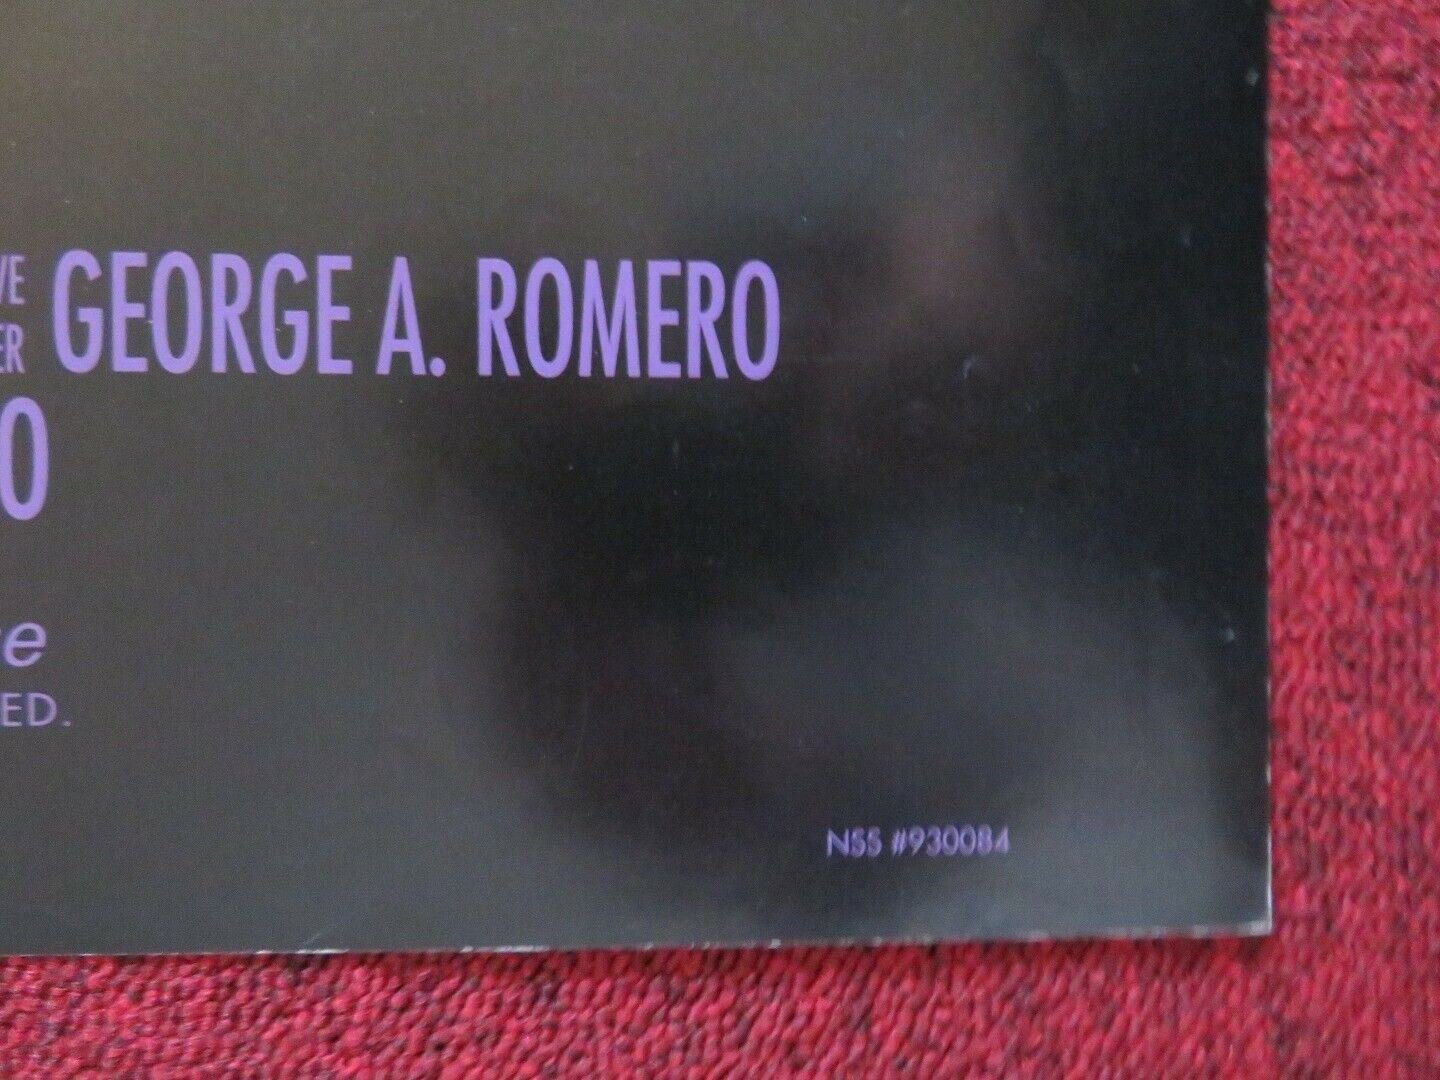 VE
ER GEORGE A. ROMERO
O
e
ED.
NSS #930084